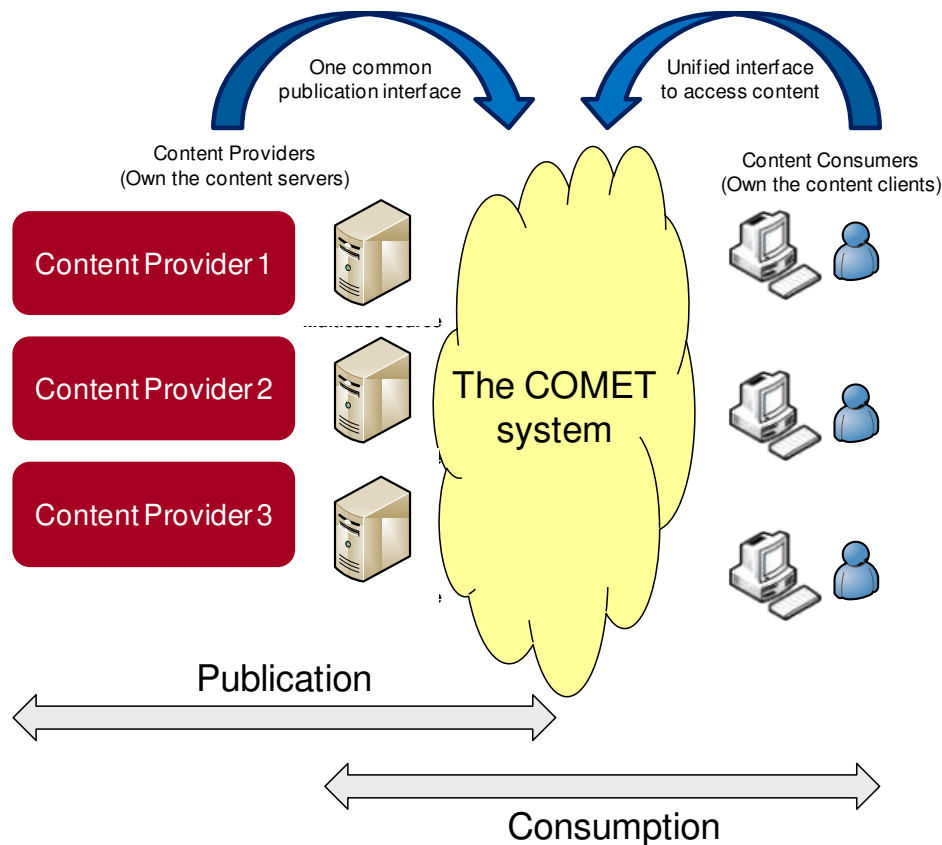 One common
publication interface
Unified interface
to access content
Content Providers
(Own the content servers)
Content Consumers
(Own the content clients)
Content Provider 1
Content Provider 2
Content Provider 3
The COMET
system
Publication
Consumption